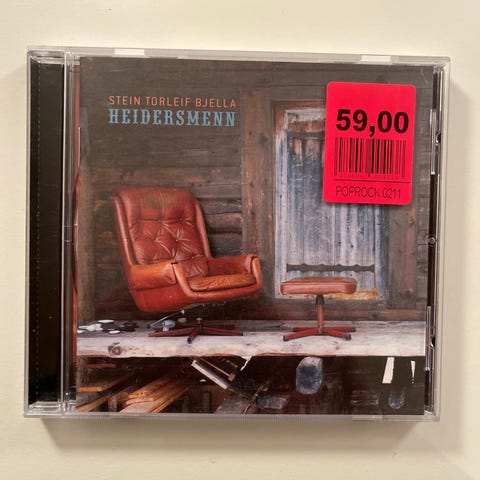 STEIN TORLEIF BJELLA
HEIDERSMENN
59,00
POPROCK 0211